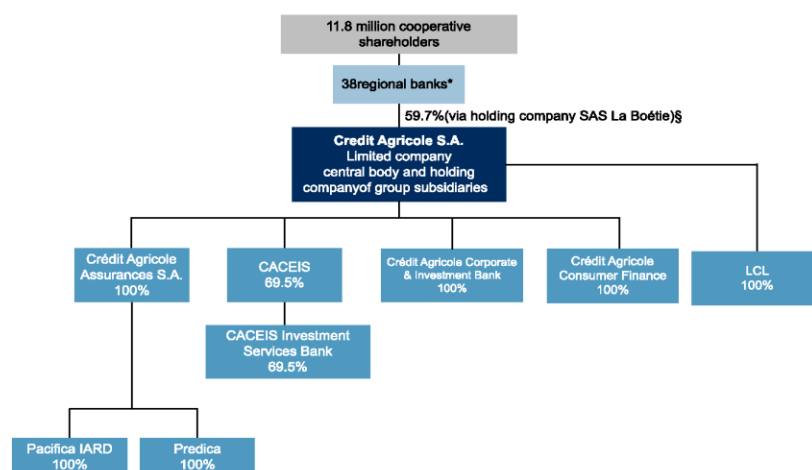 11.8 million cooperative
shareholders
38regional banks*
59.7%(via holding company SAS La Boétie)§
Credit Agricole S.A.
Limited company
central body and holding
companyof group subsidiaries
Crédit Agricole
Assurances S.A.
100%
CACEIS
69.5%
Crédit Agricole Corporate
& Investment Bank
100%
Crédit Agricole
Consumer Finance
100%
LCL
100%
CACEIS Investment
Services Bank
69.5%
Pacifica IARD
100%
Predica
100%